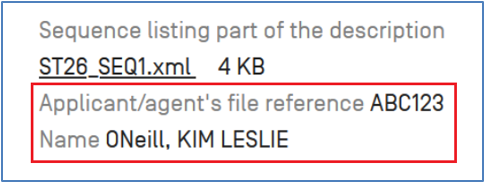 Sequence listing part of the description
ST26_SEQ1.xml 4 KB
Applicant/agent's file reference ABC123
Name ONeill, KIM LESLIE